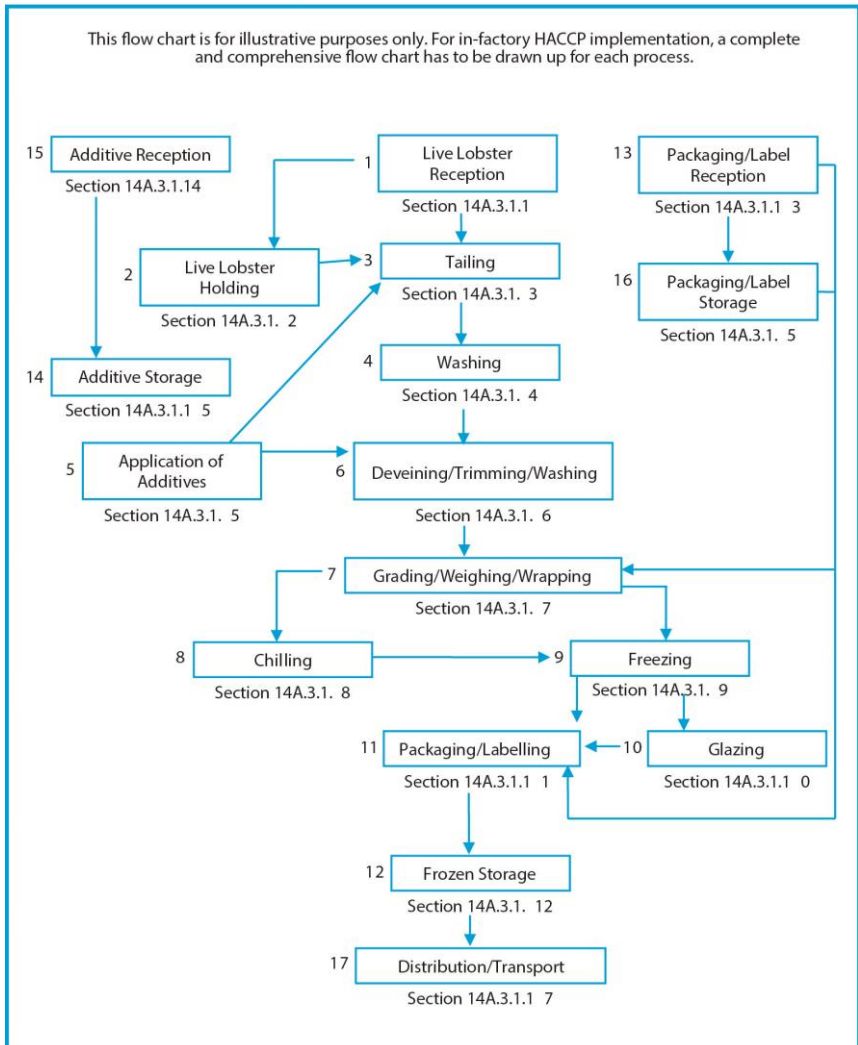 This flow chart is for illustrative purposes only. For in-factory HACCP implementation, a complete
and comprehensive flow chart has to be drawn up for each process.
15
Additive Reception
Section 14A.3.1.14
1
Live Lobster
Reception
Section 14A.3.1.1
13
Packaging/Label
Reception
Section 14A.3.1.1 3
2
Live Lobster
Holding
Section 14A.3.1. 2
3
Tailing
Section 14A.3.1. 3
16
Packaging/Label
Storage
Section 14A.3.1. 5
14
Additive Storage
Section 14A.3.1.1 5
4
Washing
Section 14A.3.1. 4
5
Application of
Additives
Section 14A.3.1. 5
6
Deveining/Trimming/Washing
Section 14A.3.1. 6
7
Grading/Weighing/Wrapping
Section 14A.3.1. 7
8
Chilling
Section 14A.3.1. 8
9
Freezing
Section 14A.3.1. 9
11
Packaging/Labelling
Section 14A.3.1.1 1
10
Glazing
Section 14A.3.1.1 0
12
Frozen Storage
Section 14A.3.1. 12
17
Distribution/Transport
Section 14A.3.1.1 7